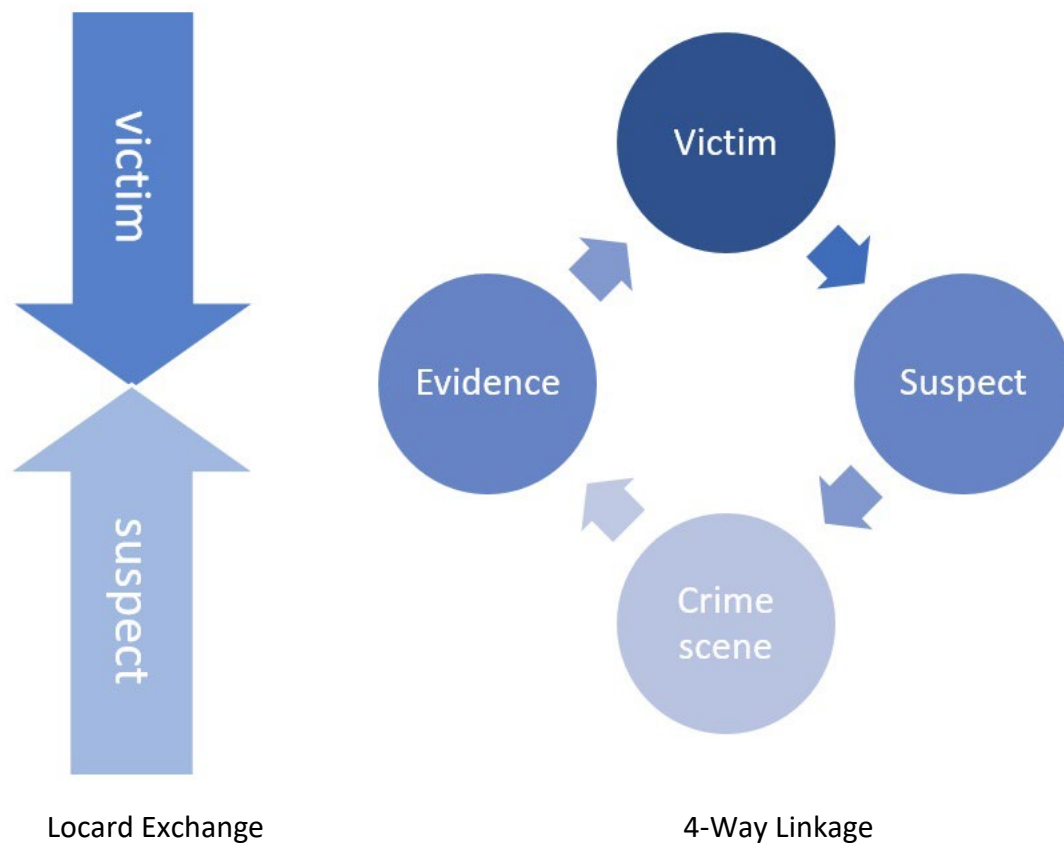 victim
suspect
Victim
Suspect
Crime
scene
Evidence
Locard Exchange
4-Way Linkage